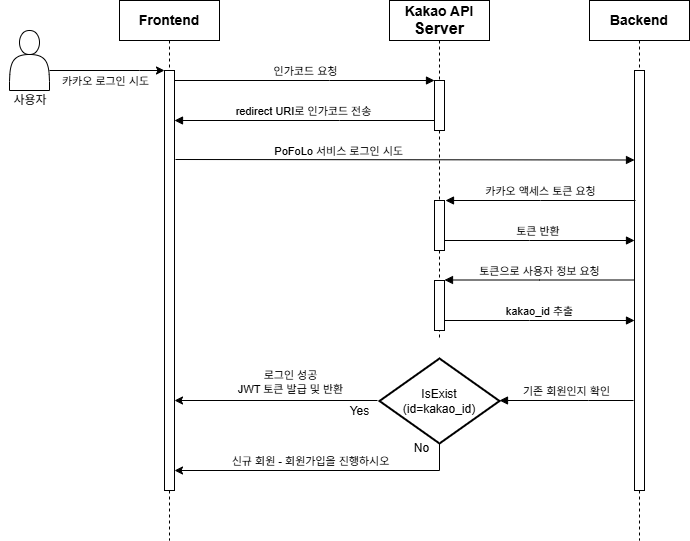 Frontend
Kakao API
Server
Backend
사용자
카카오 로그인 시도
인가코드 요청
redirect URI로 인가코드 전송
PoFoLo 서비스 로그인 시도
카카오 액세스 토큰 요청
토큰 반환
토큰으로 사용자 정보 요청
kakao_id 추출
기존 회원인지 확인
IsExist
(id=kakao_id)
로그인 성공
JWT 토큰 발급 및 반환
Yes
No
신규 회원 - 회원가입을 진행하시오